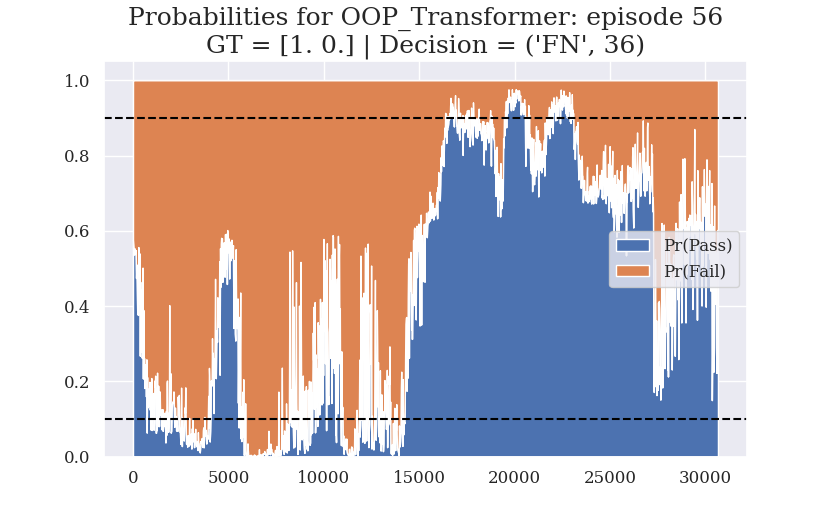 Probabilities for OOP_Transformer: episode 56
GT = [1. 0.] | Decision = ('FN', 36)
1.0
0.8
0.6
0.4
0.2
0.0
Pr(Pass)
Pr(Fail)
0 5000 10000 15000 20000 25000 30000